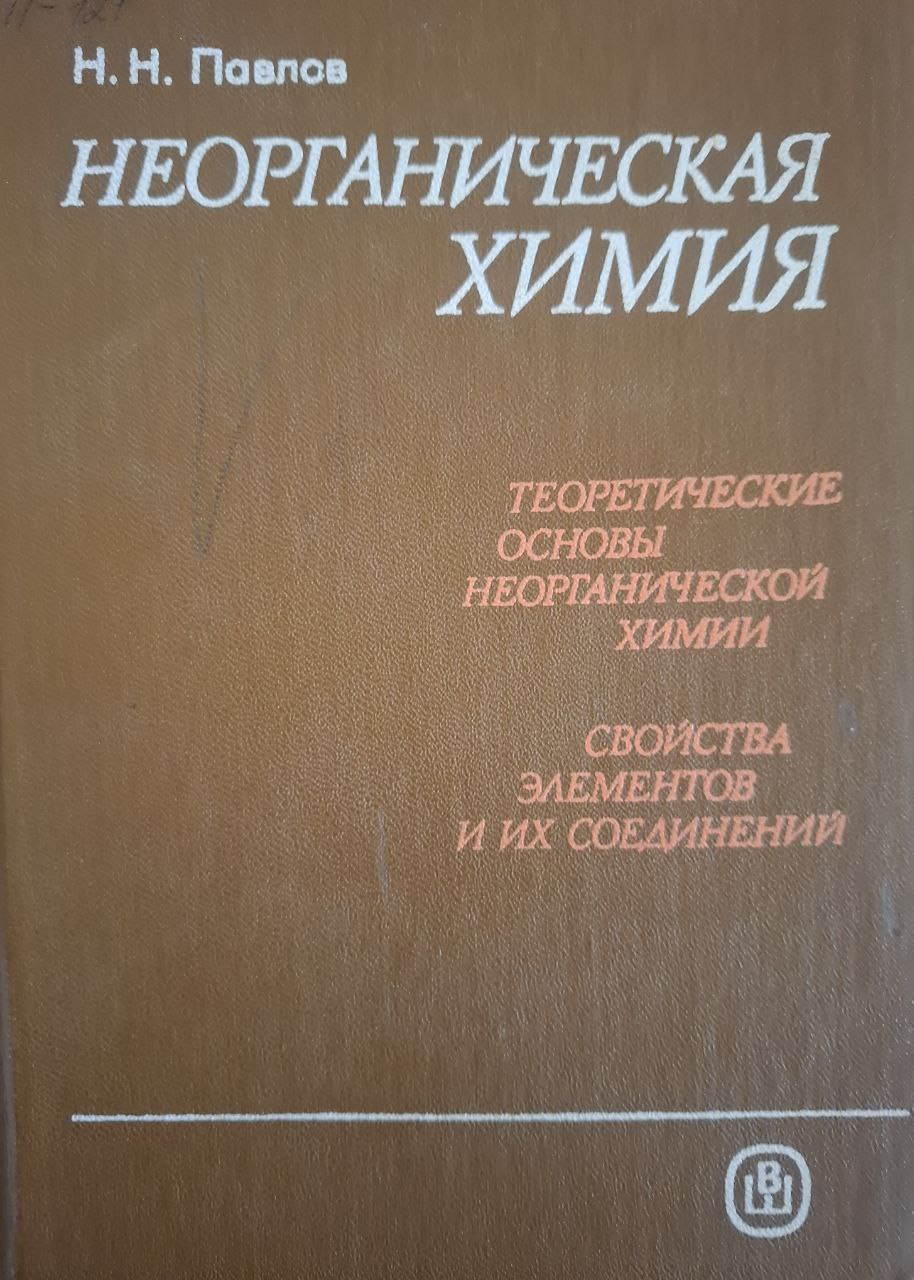 Н. Н. Павлов
НЕОРГАНИЧЕСКАЯ
ХИМИЯ
ТЕОРЕТИЧЕСКИЕ
ОСНОВЫ
НЕОРГАНИЧЕСКОЙ
ХИМИИ
СВОЙСТВА
ЭЛЕМЕНТОВ
И ИХ СОЕДИНЕНИЙ
ВШ